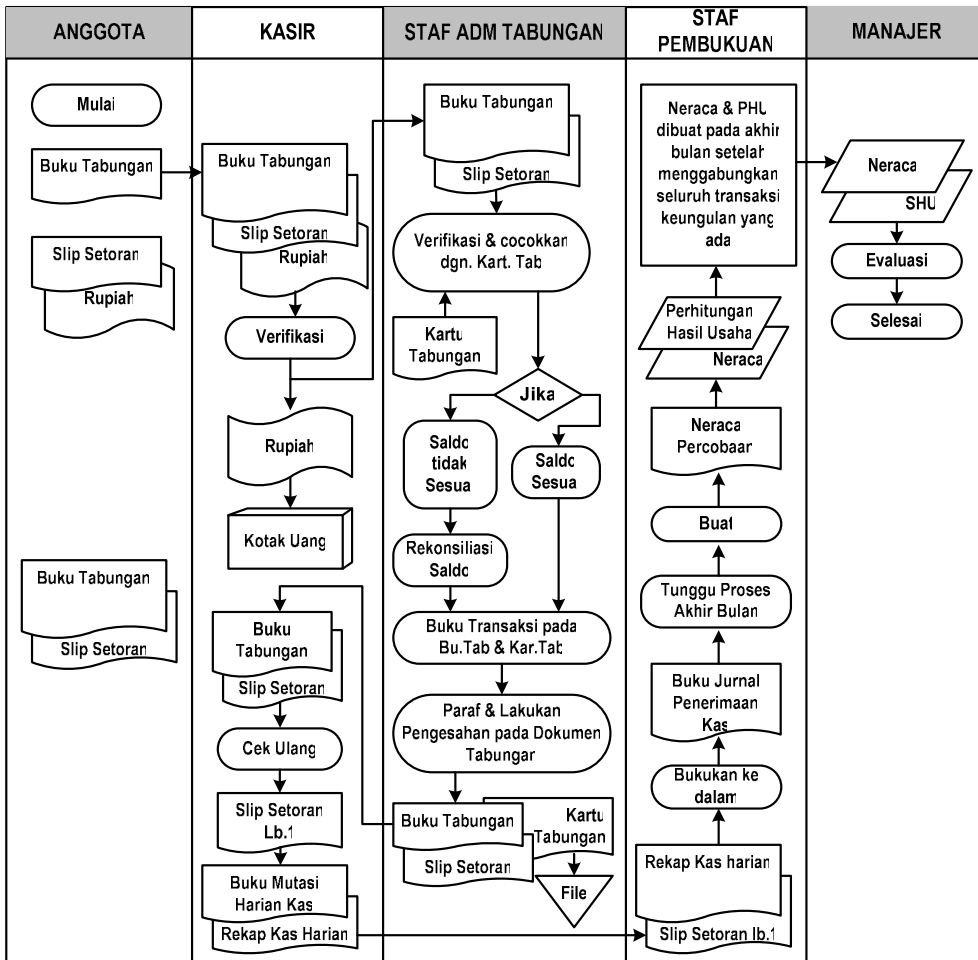 ANGGOTA
KASIR
STAF ADM TABUNGAN
STAF
PEMBUKUAN
MANAJER
Mulai
Buku Tabungan
Slip Setoran
Rupiah
Buku Tabungan
Slip Setoran
Buku Tabungan
Slip Setoran
Rupiah
Verifikasi
Rupiah
Kotak Uang
Buku
Tabungan
Slip Setoran
Cek Ulang
Slip Setoran
Lb.1
Buku Mutasi
Harian Kas
Rekap Kas Harian
Buku Tabungan
Slip Setoran
Verifikasi & cocokkan
dgn. Kart. Tab
Kartu
Tabungan
Jika
Saldo
tidak
Sesua
Saldo
Sesua
Rekonsiliasi
Saldo
Buku Transaksi pada
Bu.Tab & Kar.Tab
Paraf & Lakukan
Pengesahan pada Dokumen
Tabungar
Buku Tabungan
Slip Setoran
Kartu
Tabungan
File
Neraca & PHU
dibuat pada akhir
bulan setelah
menggabungkan
seluruh transaksi
keungulan yang
ada
Perhitungan
Hasil Usaha
Neraca
Neraca
Percobaar
Buat
Tunggu Proses
Akhir Bulan
Buku Jurnal
Penerimaan
Kas
Bukukan ke
dalam
Rekap Kas harian
Slip Setoran lb.1
Neraca
SHU
Evaluasi
Selesai